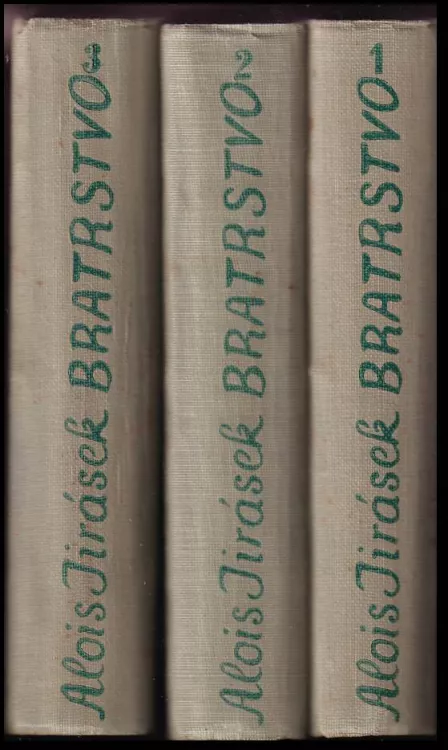 Alois Jirásek BRATRSTVO 3
Alois Jirásek BRATRSTVO 2
Alois Jirásek BRATRSTVO 1